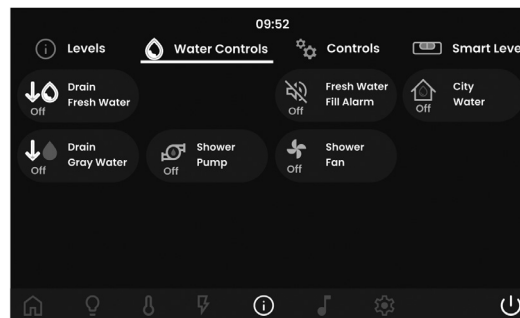 09:52
Levels
Water Controls
Controls
Smart Leve
Drain
Fresh Water
Off
Fresh Water
Fill Alarm
Off
City
Water
Off
Drain
Gray Water
Off
Shower
Pump
Off
Shower
Fan
Off